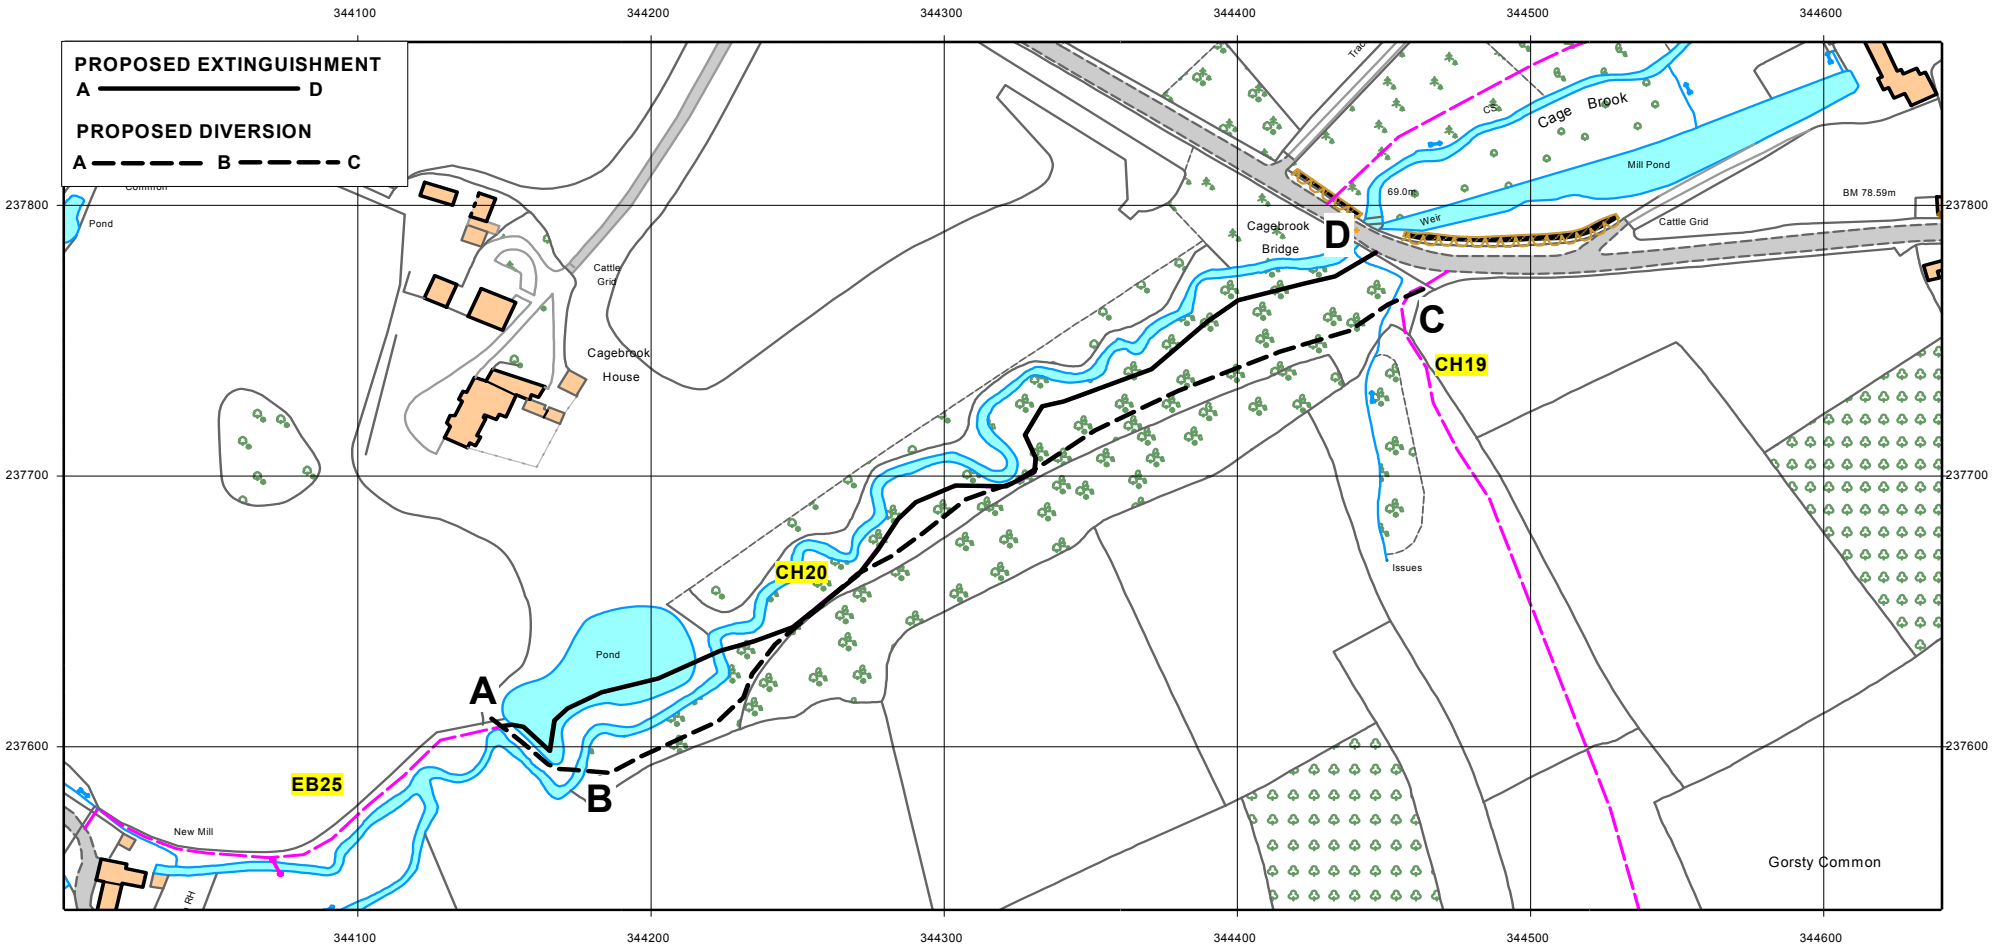 344100 344200 344300 344400 344500 344600
PROPOSED EXTINGUISHMENT
A D
PROPOSED DIVERSION
A B C
Common
Pond
CS
Cage Brook
Mill Pond
69.0m
Weir
BM 78.59m
Cattle Grid
237800 237800
Cagebrook
Bridge
D
Cattle
Grid
C
Cagebrook
House
CH19
237700 237700
CH20
Issues
Pond
A
237600 237600
B
EB25
New Mill
Gorsty Common
RH
344100 344200 344300 344400 344500 344600